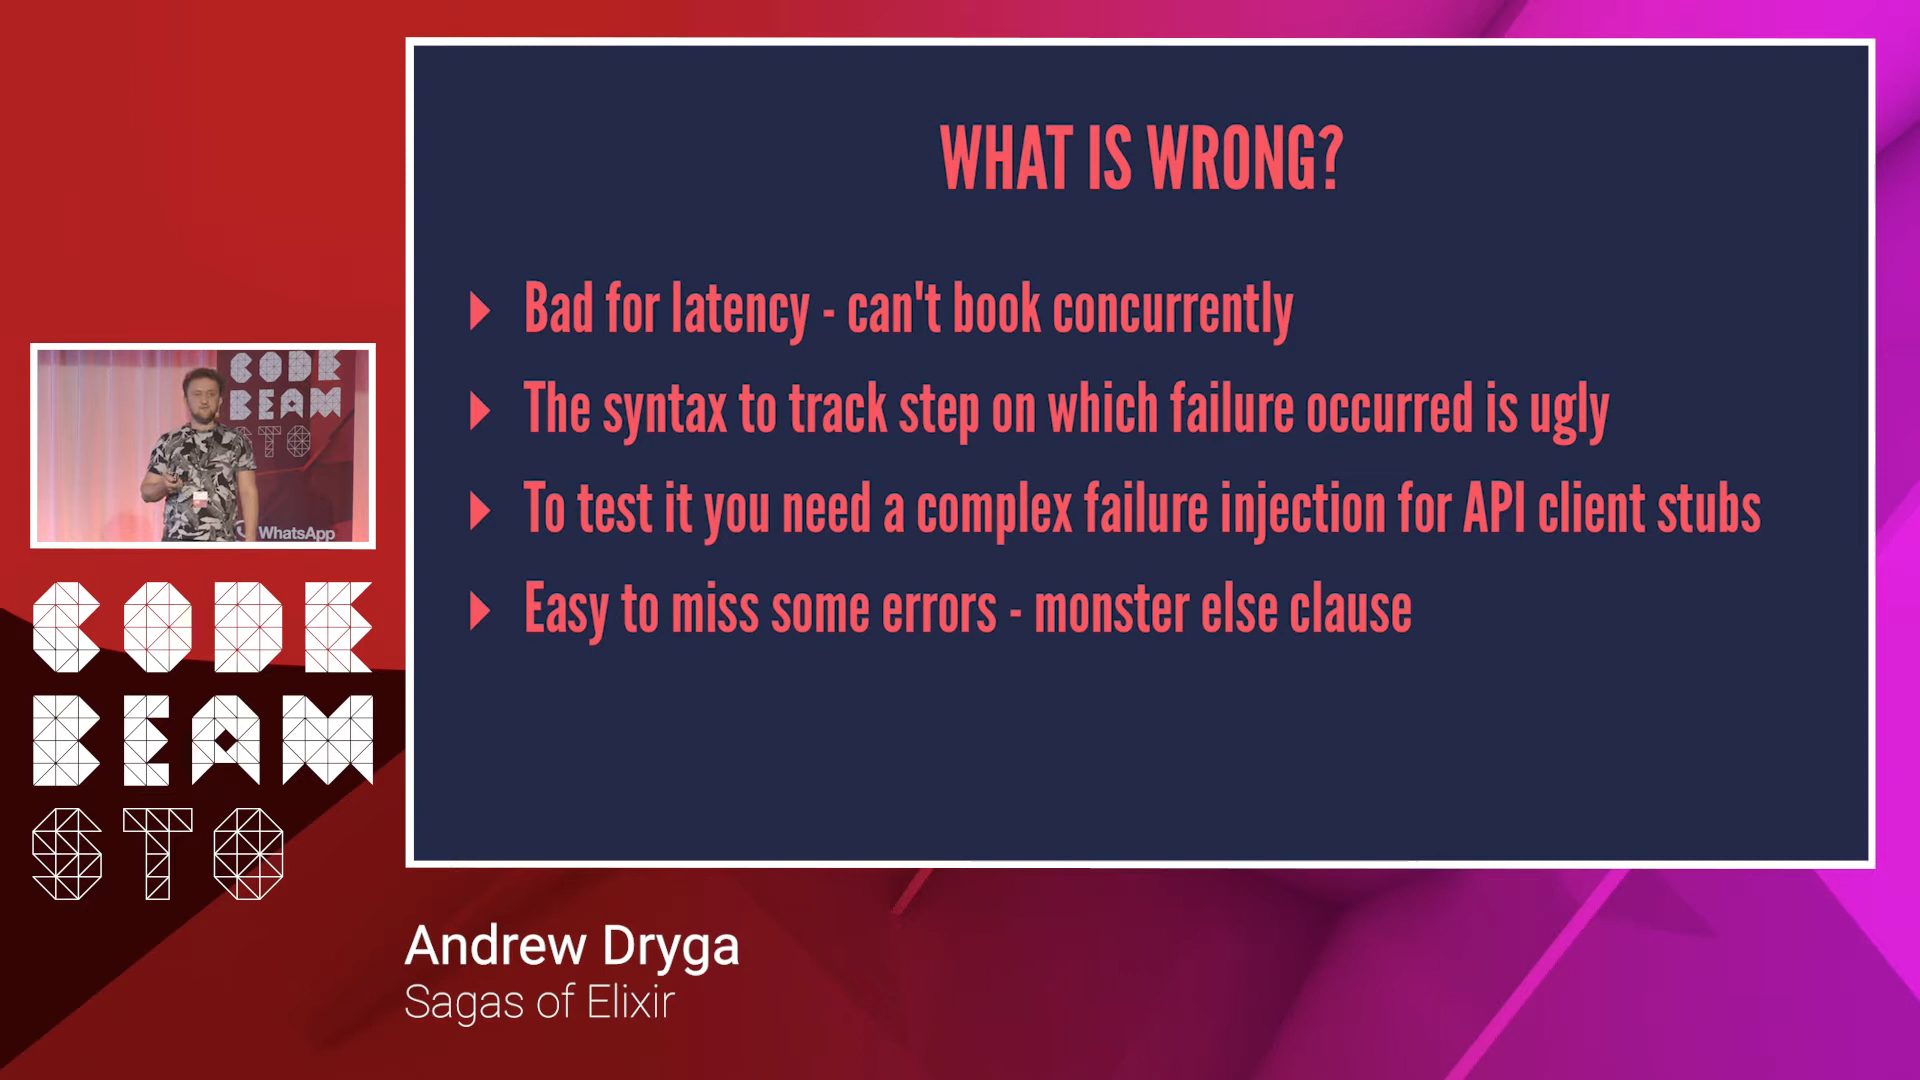 WHAT IS WRONG?
Bad for latency - can't book concurrently
The syntax to track step on which failure occurred is ugly
To test it you need a complex failure injection for API client stubs
Easy to miss some errors - monster else clause
CODE
BEAM
STO
WhatsApp
CODE
BEAM
STO
Andrew Dryga
Sagas of Elixir